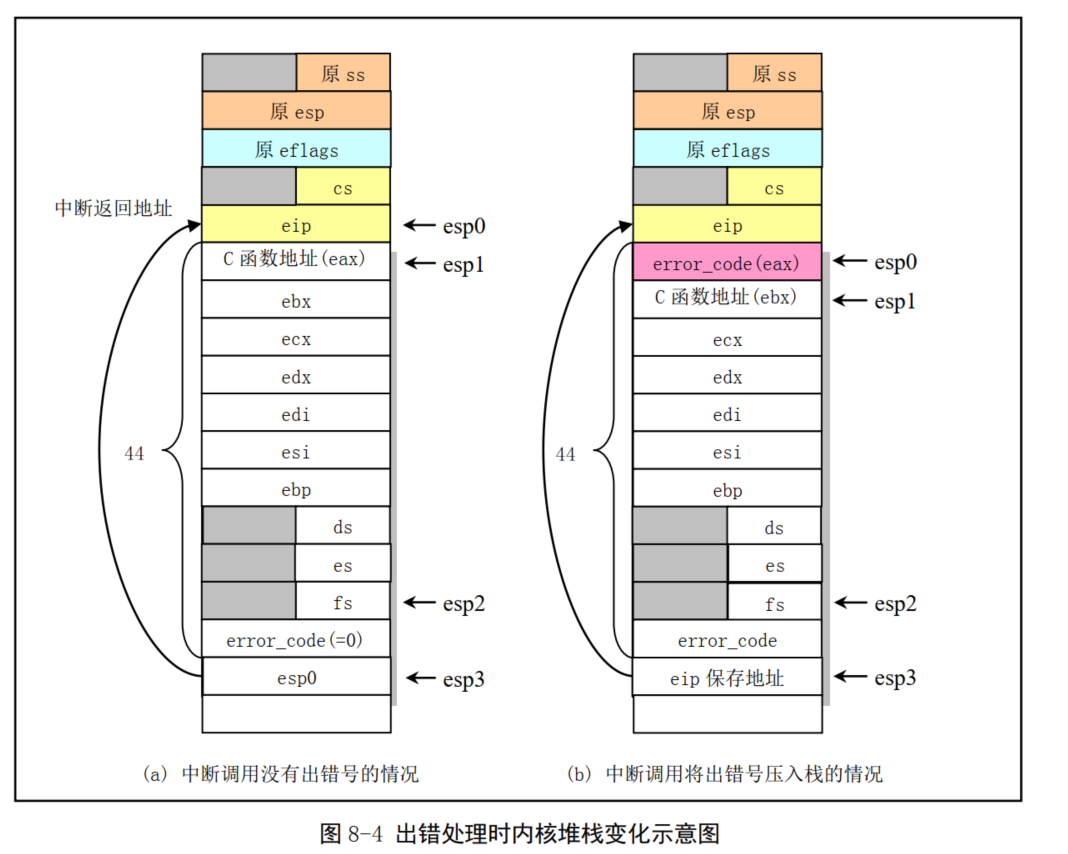 原 ss
原 esp
原 eflags
cs
中断返回地址
eip
esp0
C 函数地址(eax)
esp1
ebx
ecx
edx
edi
44
esi
ebp
ds
es
fs
esp2
error_code(=0)
esp0
esp3
(a) 中断调用没有出错号的情况
原 ss
原 esp
原 eflags
cs
eip
error_code(eax)
esp0
C 函数地址(ebx)
esp1
ecx
edx
edi
44
esi
ebp
ds
es
fs
esp2
error_code
eip 保存地址
esp3
(b) 中断调用将出错号压入栈的情况
图 8-4 出错处理时内核堆栈变化示意图